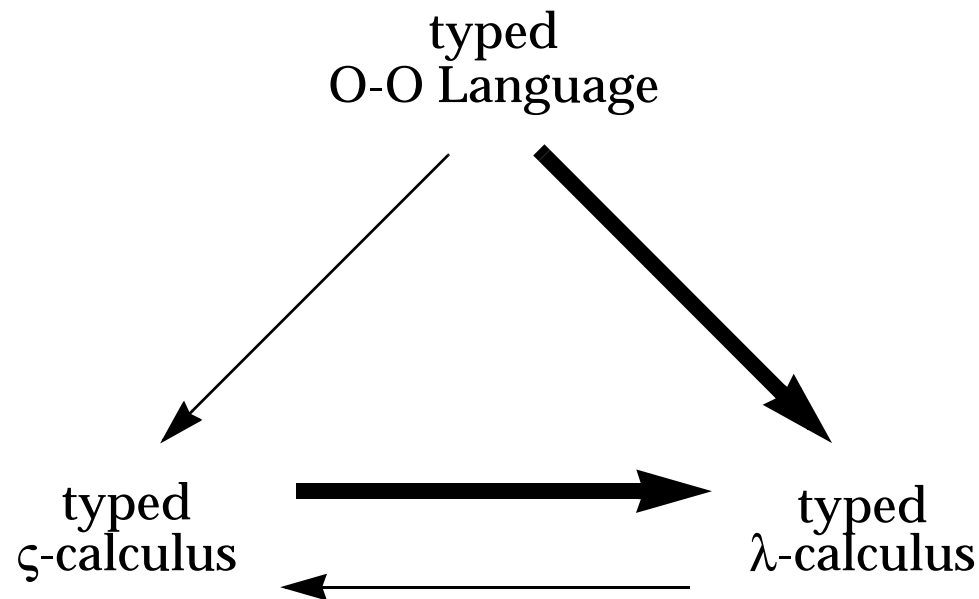 typed
O-O Language
typed
ς-calculus
typed
λ-calculus